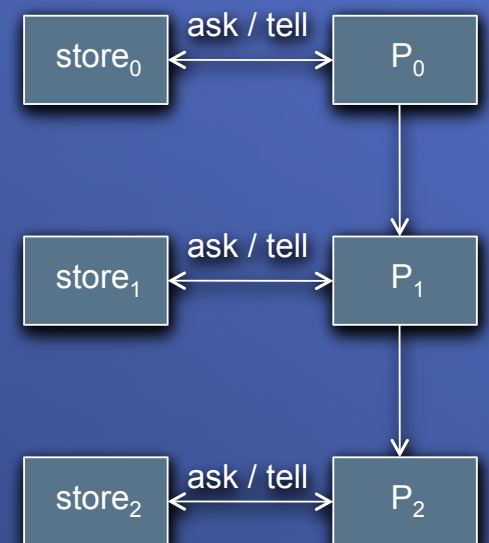 ask / tell
store₀ P₀
ask / tell
store₁ P₁
ask / tell
store₂ P₂